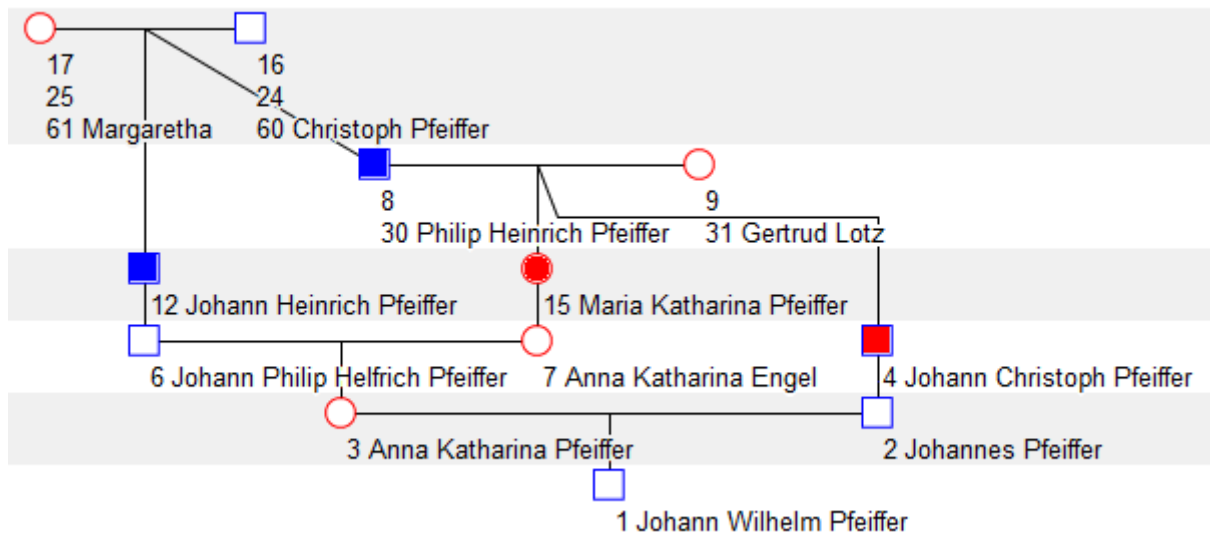 17
16
25
24
61 Margaretha
60 Christoph Pfeiffer
8
9
30 Philip Heinrich Pfeiffer
31 Gertrud Lotz
12 Johann Heinrich Pfeiffer
15 Maria Katharina Pfeiffer
6 Johann Philip Helfrich Pfeiffer
7 Anna Katharina Engel
4 Johann Christoph Pfeiffer
3 Anna Katharina Pfeiffer
2 Johannes Pfeiffer
1 Johann Wilhelm Pfeiffer